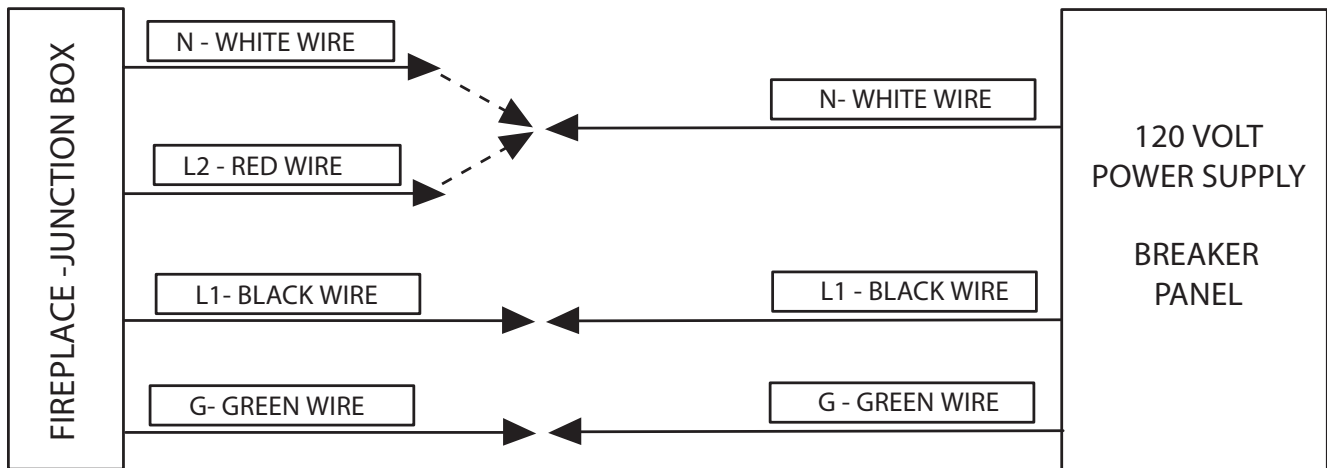 FIREPLACE -JUNCTION BOX
N - WHITE WIRE
L2 - RED WIRE
L1- BLACK WIRE
G- GREEN WIRE
N- WHITE WIRE
L1 - BLACK WIRE
G - GREEN WIRE
120 VOLT
POWER SUPPLY
BREAKER
PANEL